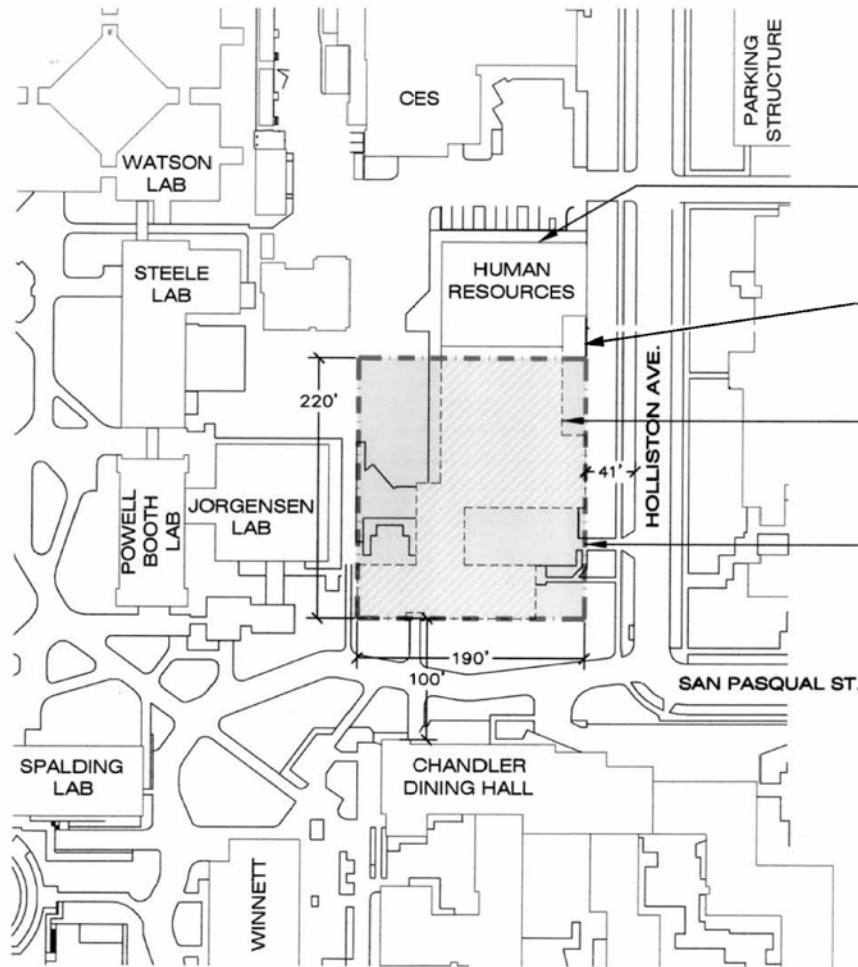 CES
PARKING
STRUCTURE
WATSON
LAB
STEELE
LAB
HUMAN
RESOURCES
220'
HOLLISTON AVE.
41'
POWELL
BOOTH
LAB
JORGENSEN
LAB
190'
100'
SAN PASQUAL ST.
SPALDING
LAB
CHANDLER
DINING HALL
WINNETT